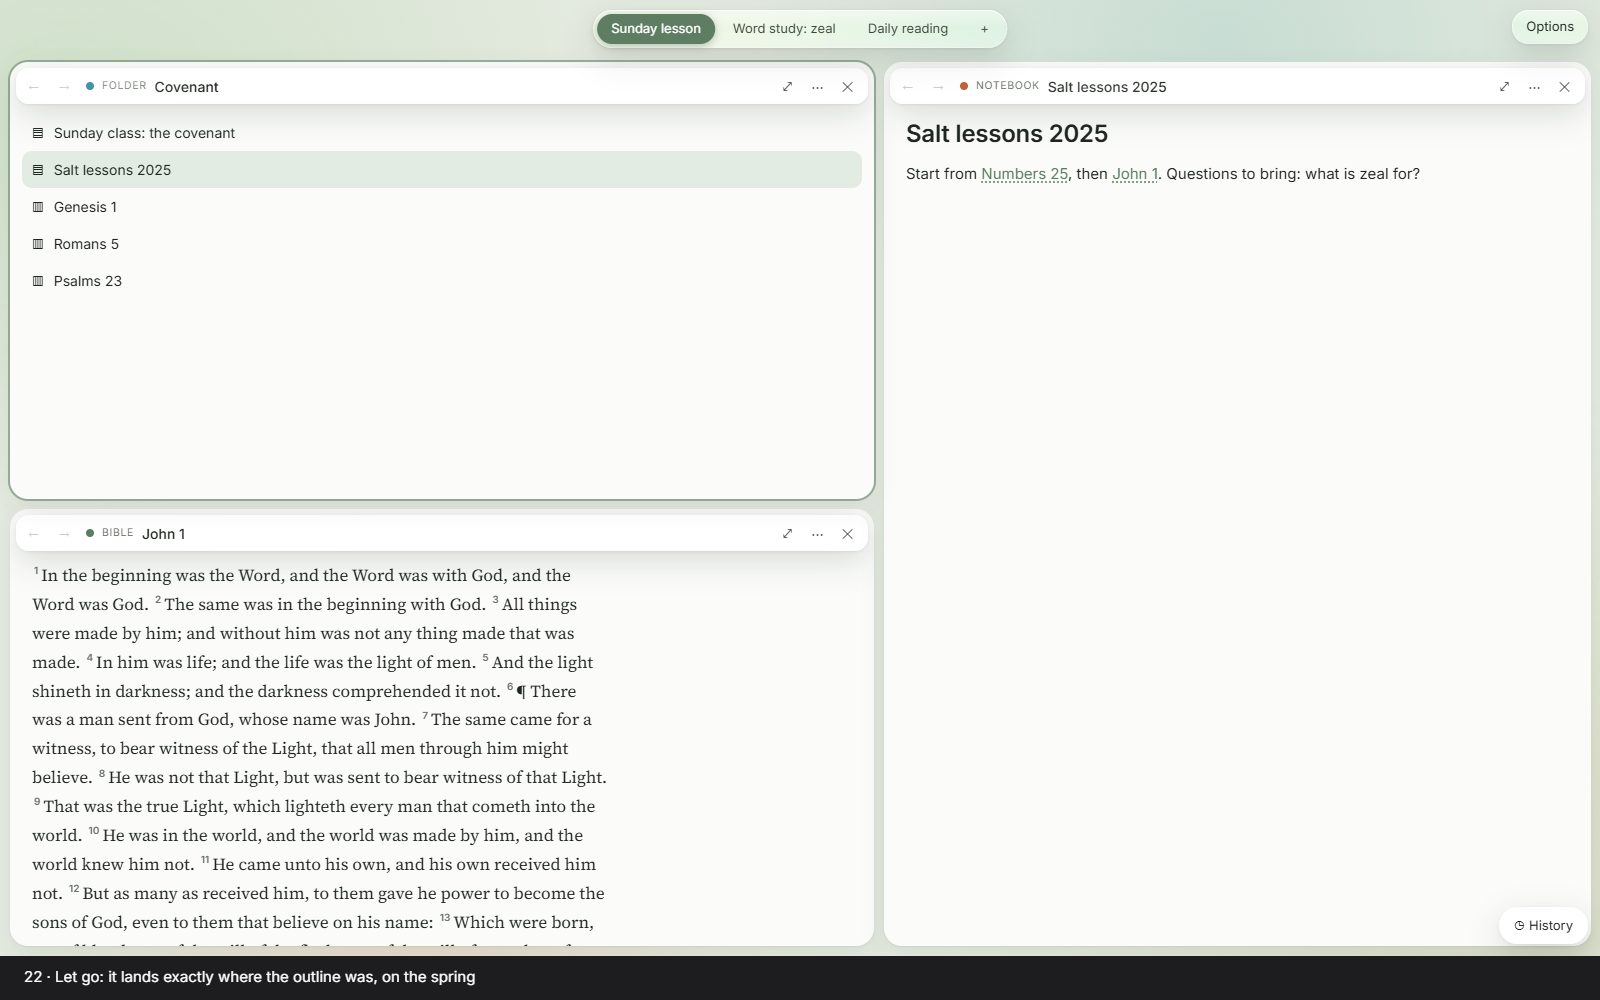 Sunday lesson Word study: zeal Daily reading +
Options
← → FOLDER Covenant
Sunday class: the covenant
Salt lessons 2025
Genesis 1
Romans 5
Psalms 23
← → BIBLE John 1
1 In the beginning was the Word, and the Word was with God, and the
Word was God. 2 The same was in the beginning with God. 3 All things
were made by him; and without him was not any thing made that was
made. 4 In him was life; and the life was the light of men. 5 And the light
shineth in darkness; and the darkness comprehended it not. 6 ¶ There
was a man sent from God, whose name was John. 7 The same came for a
witness, to bear witness of the Light, that all men through him might
believe. 8 He was not that Light, but was sent to bear witness of that Light.
9 That was the true Light, which lighteth every man that cometh into the
world. 10 He was in the world, and the world was made by him, and the
world knew him not. 11 He came unto his own, and his own received him
not. 12 But as many as received him, to them gave he power to become the
sons of God, even to them that believe on his name: 13 Which were born,
← → NOTEBOOK Salt lessons 2025
Salt lessons 2025
Start from Numbers 25, then John 1. Questions to bring: what is zeal for?
History
22 · Let go: it lands exactly where the outline was, on the spring